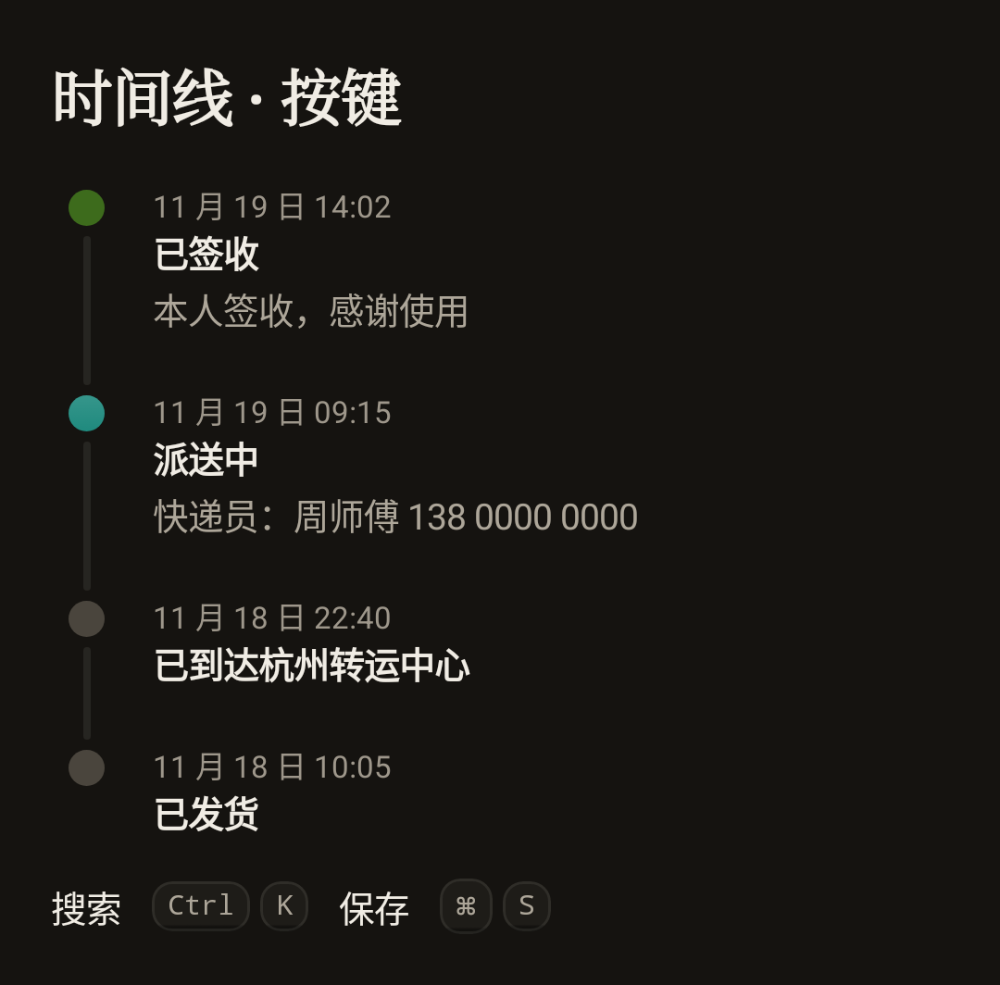 时间线 · 按键
11 月 19 日 14:02
已签收
本人签收，感谢使用
11 月 19 日 09:15
派送中
快递员：周师傅 138 0000 0000
11 月 18 日 22:40
已到达杭州转运中心
11 月 18 日 10:05
已发货
搜索 Ctrl K 保存 ⌘ S